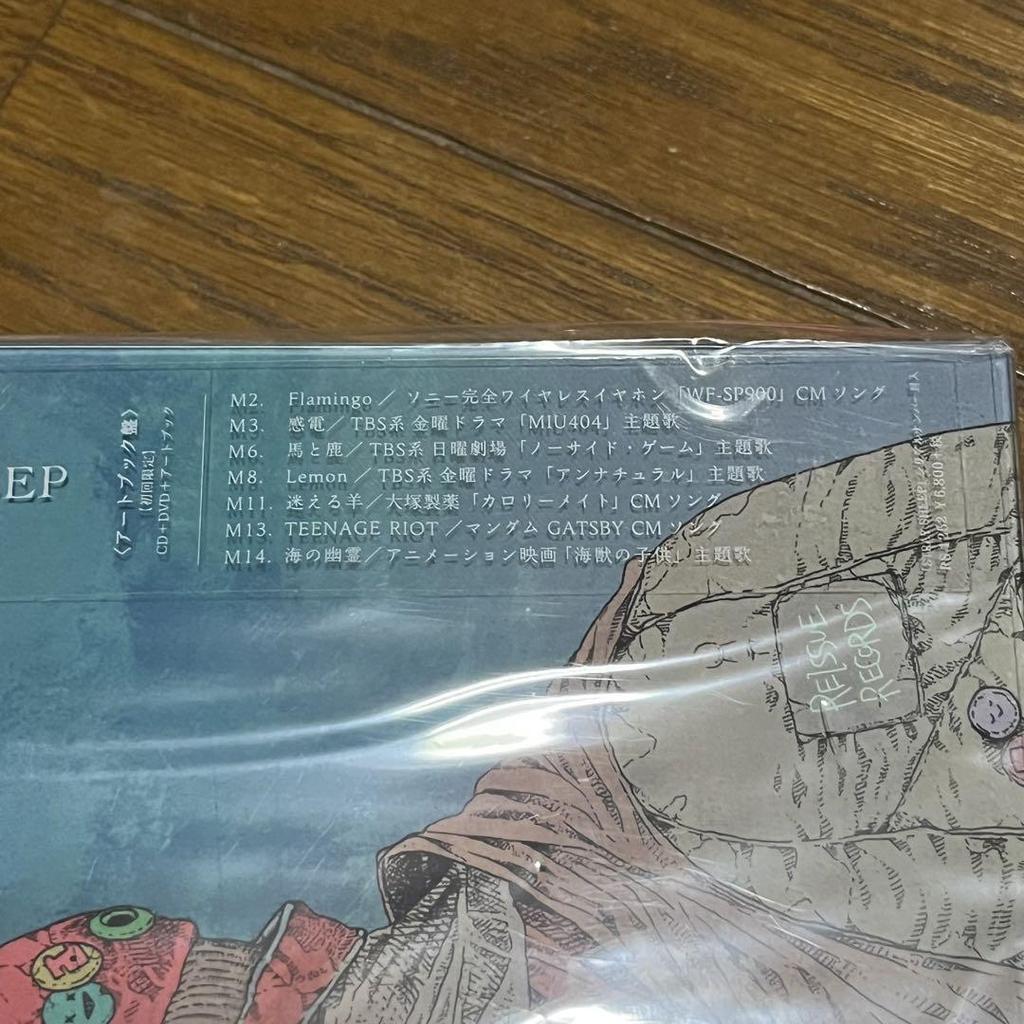 EP
〈アートブック盤〉
【初回限定】
CD+DVD+アートブック
M2. Flamingo／ ソニー完全ワイヤレスイヤホン「WF-SP900」CMソング
M3. 感電／TBS系 金曜ドラマ「MIU404」主題歌
M6. 馬と鹿／TBS系 日曜劇場「ノーサイド・ゲーム」主題歌
M8. Lemon／TBS系 金曜ドラマ「アンナチュラル」主題歌
M11. 迷える羊／大塚製薬「カロリーメイト」CMソング
M13. TEENAGE RIOT／マンダム GATSBY CMソング
M14. 海の幽霊／アニメーション映画「海獣の子供」主題歌
¥6,800+税
REISSUE
RECORDS